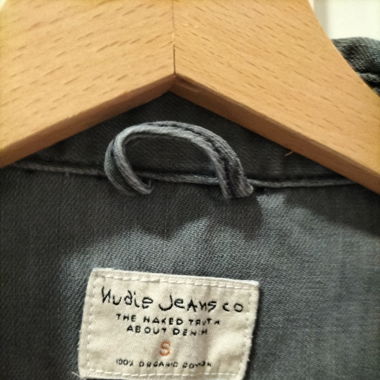 Nudie Jeans co
THE NAKED TRUTH
ABOUT DENIM
S
100% ORGANIC COTTON